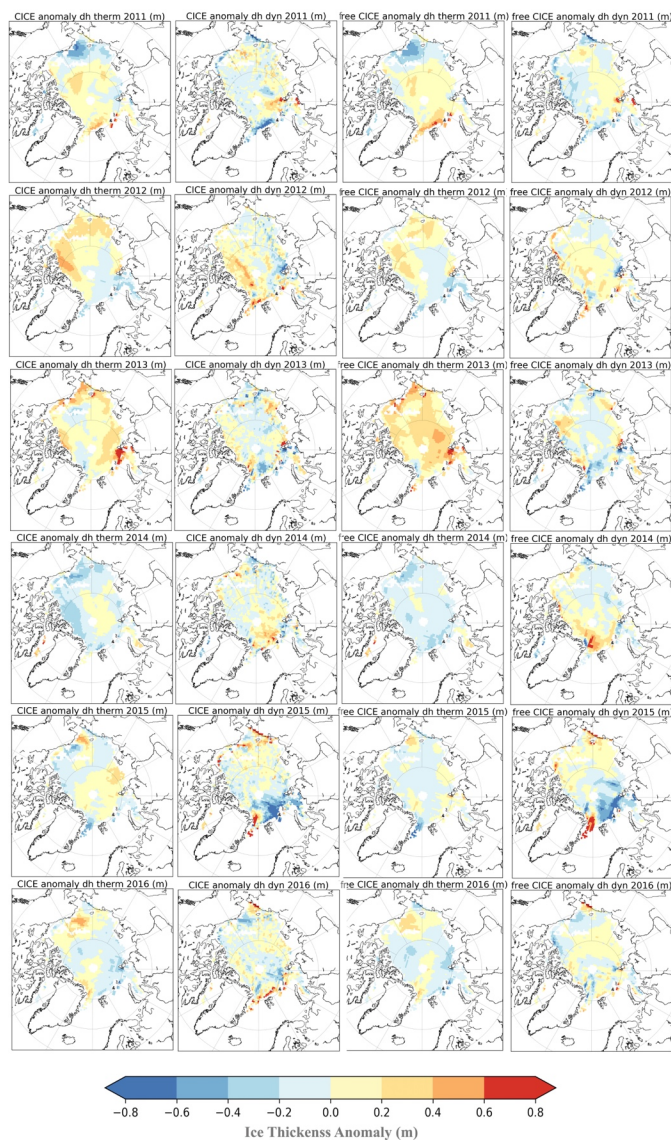 CICE anomaly dh therm 2011 (m) CICE anomaly dh dyn 2011 (m) free CICE anomaly dh therm 2011 (m) free CICE anomaly dh dyn 2011 (m)
CICE anomaly dh therm 2012 (m) CICE anomaly dh dyn 2012 (m) free CICE anomaly dh therm 2012 (m) free CICE anomaly dh dyn 2012 (m)
CICE anomaly dh therm 2013 (m) CICE anomaly dh dyn 2013 (m) free CICE anomaly dh therm 2013 (m) free CICE anomaly dh dyn 2013 (m)
CICE anomaly dh therm 2014 (m) CICE anomaly dh dyn 2014 (m) free CICE anomaly dh therm 2014 (m) free CICE anomaly dh dyn 2014 (m)
CICE anomaly dh therm 2015 (m) CICE anomaly dh dyn 2015 (m) free CICE anomaly dh therm 2015 (m) free CICE anomaly dh dyn 2015 (m)
CICE anomaly dh therm 2016 (m) CICE anomaly dh dyn 2016 (m) free CICE anomaly dh therm 2016 (m) free CICE anomaly dh dyn 2016 (m)
−0.8 −0.6 −0.4 −0.2 0.0 0.2 0.4 0.6 0.8
Ice Thickenss Anomaly (m)